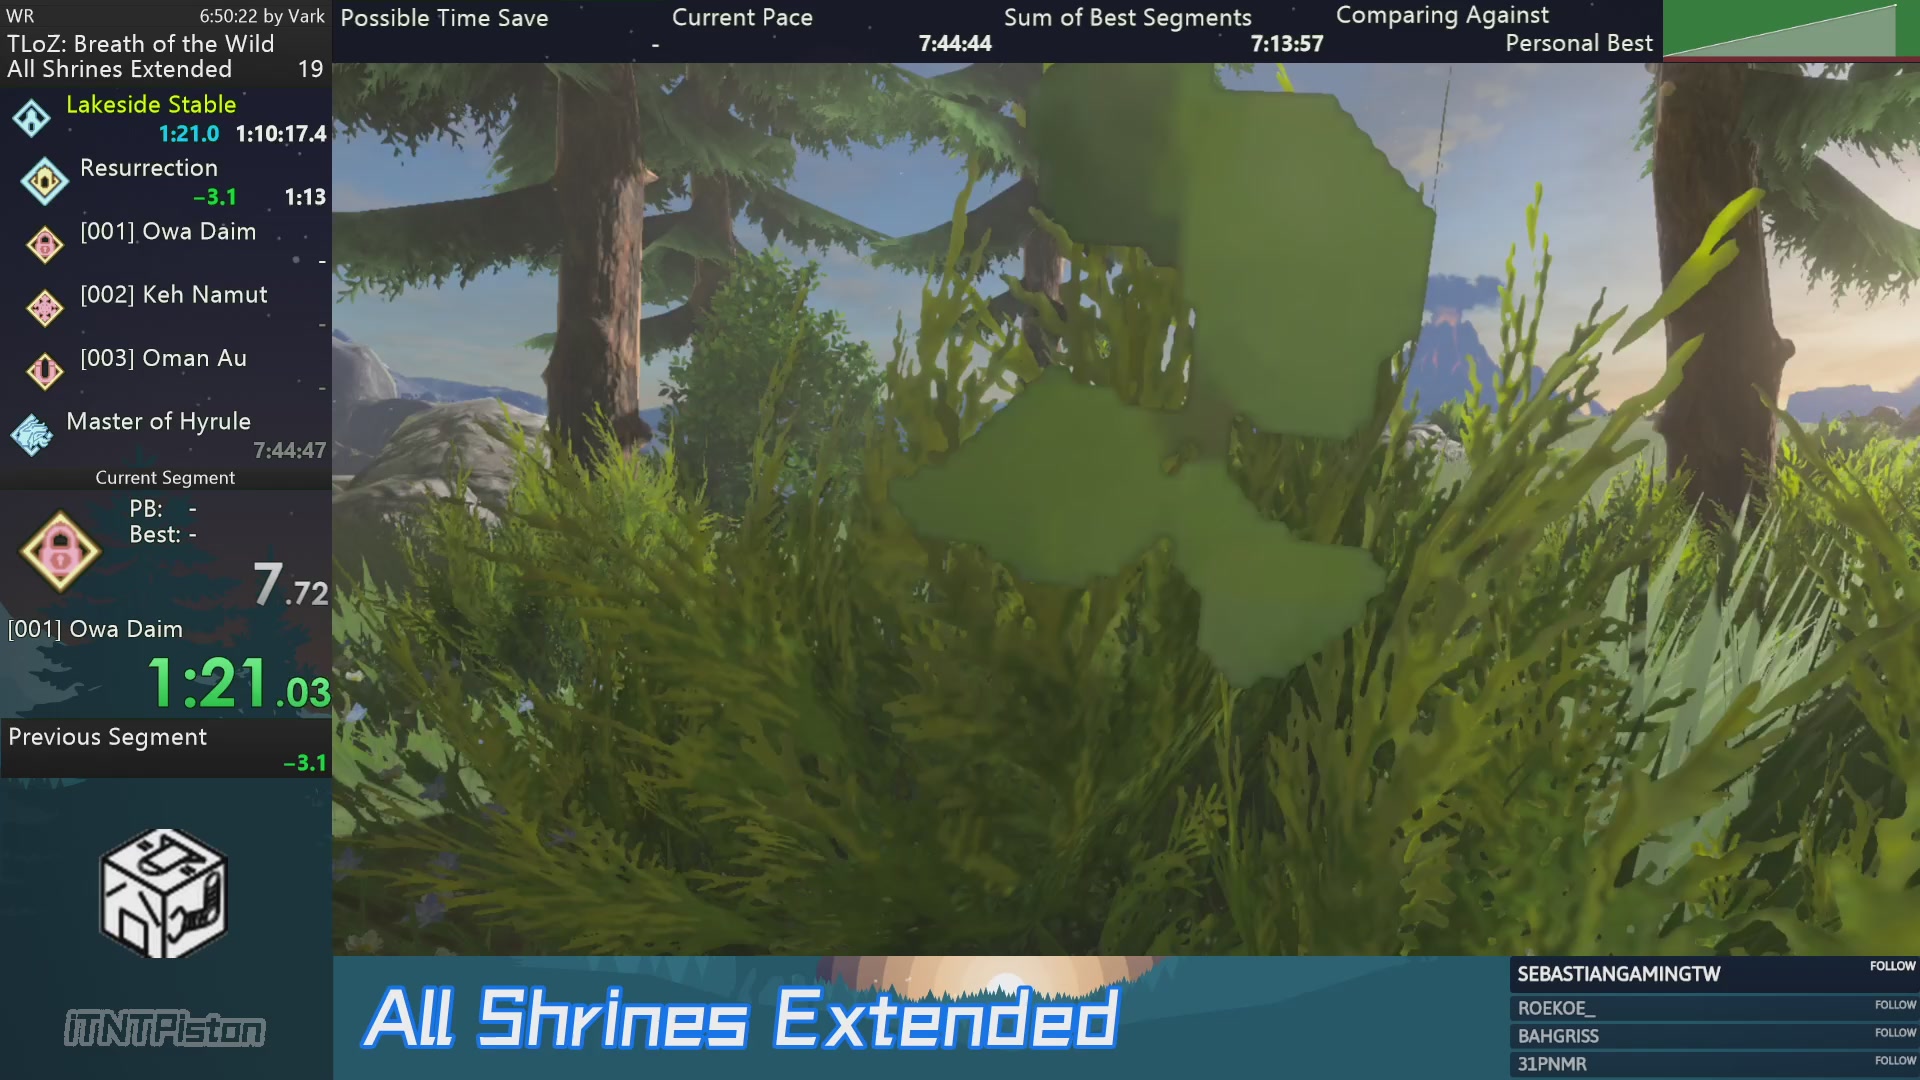 WR 6:50:22 by Vark
TLoZ: Breath of the Wild
All Shrines Extended 19
Lakeside Stable
1:21.0 1:10:17.4
Resurrection
−3.1 1:13
[001] Owa Daim
-
[002] Keh Namut
-
[003] Oman Au
-
Master of Hyrule
7:44:47
Current Segment
PB: -
Best: -
7.72
[001] Owa Daim
1:21.03
Previous Segment
−3.1
iTNTPiston
Possible Time Save
-
Current Pace
7:44:44
Sum of Best Segments
7:13:57
Comparing Against
Personal Best
All Shrines Extended
SEBASTIANGAMINGTW FOLLOW
ROEKOE_ FOLLOW
BAHGRISS FOLLOW
31PNMR FOLLOW